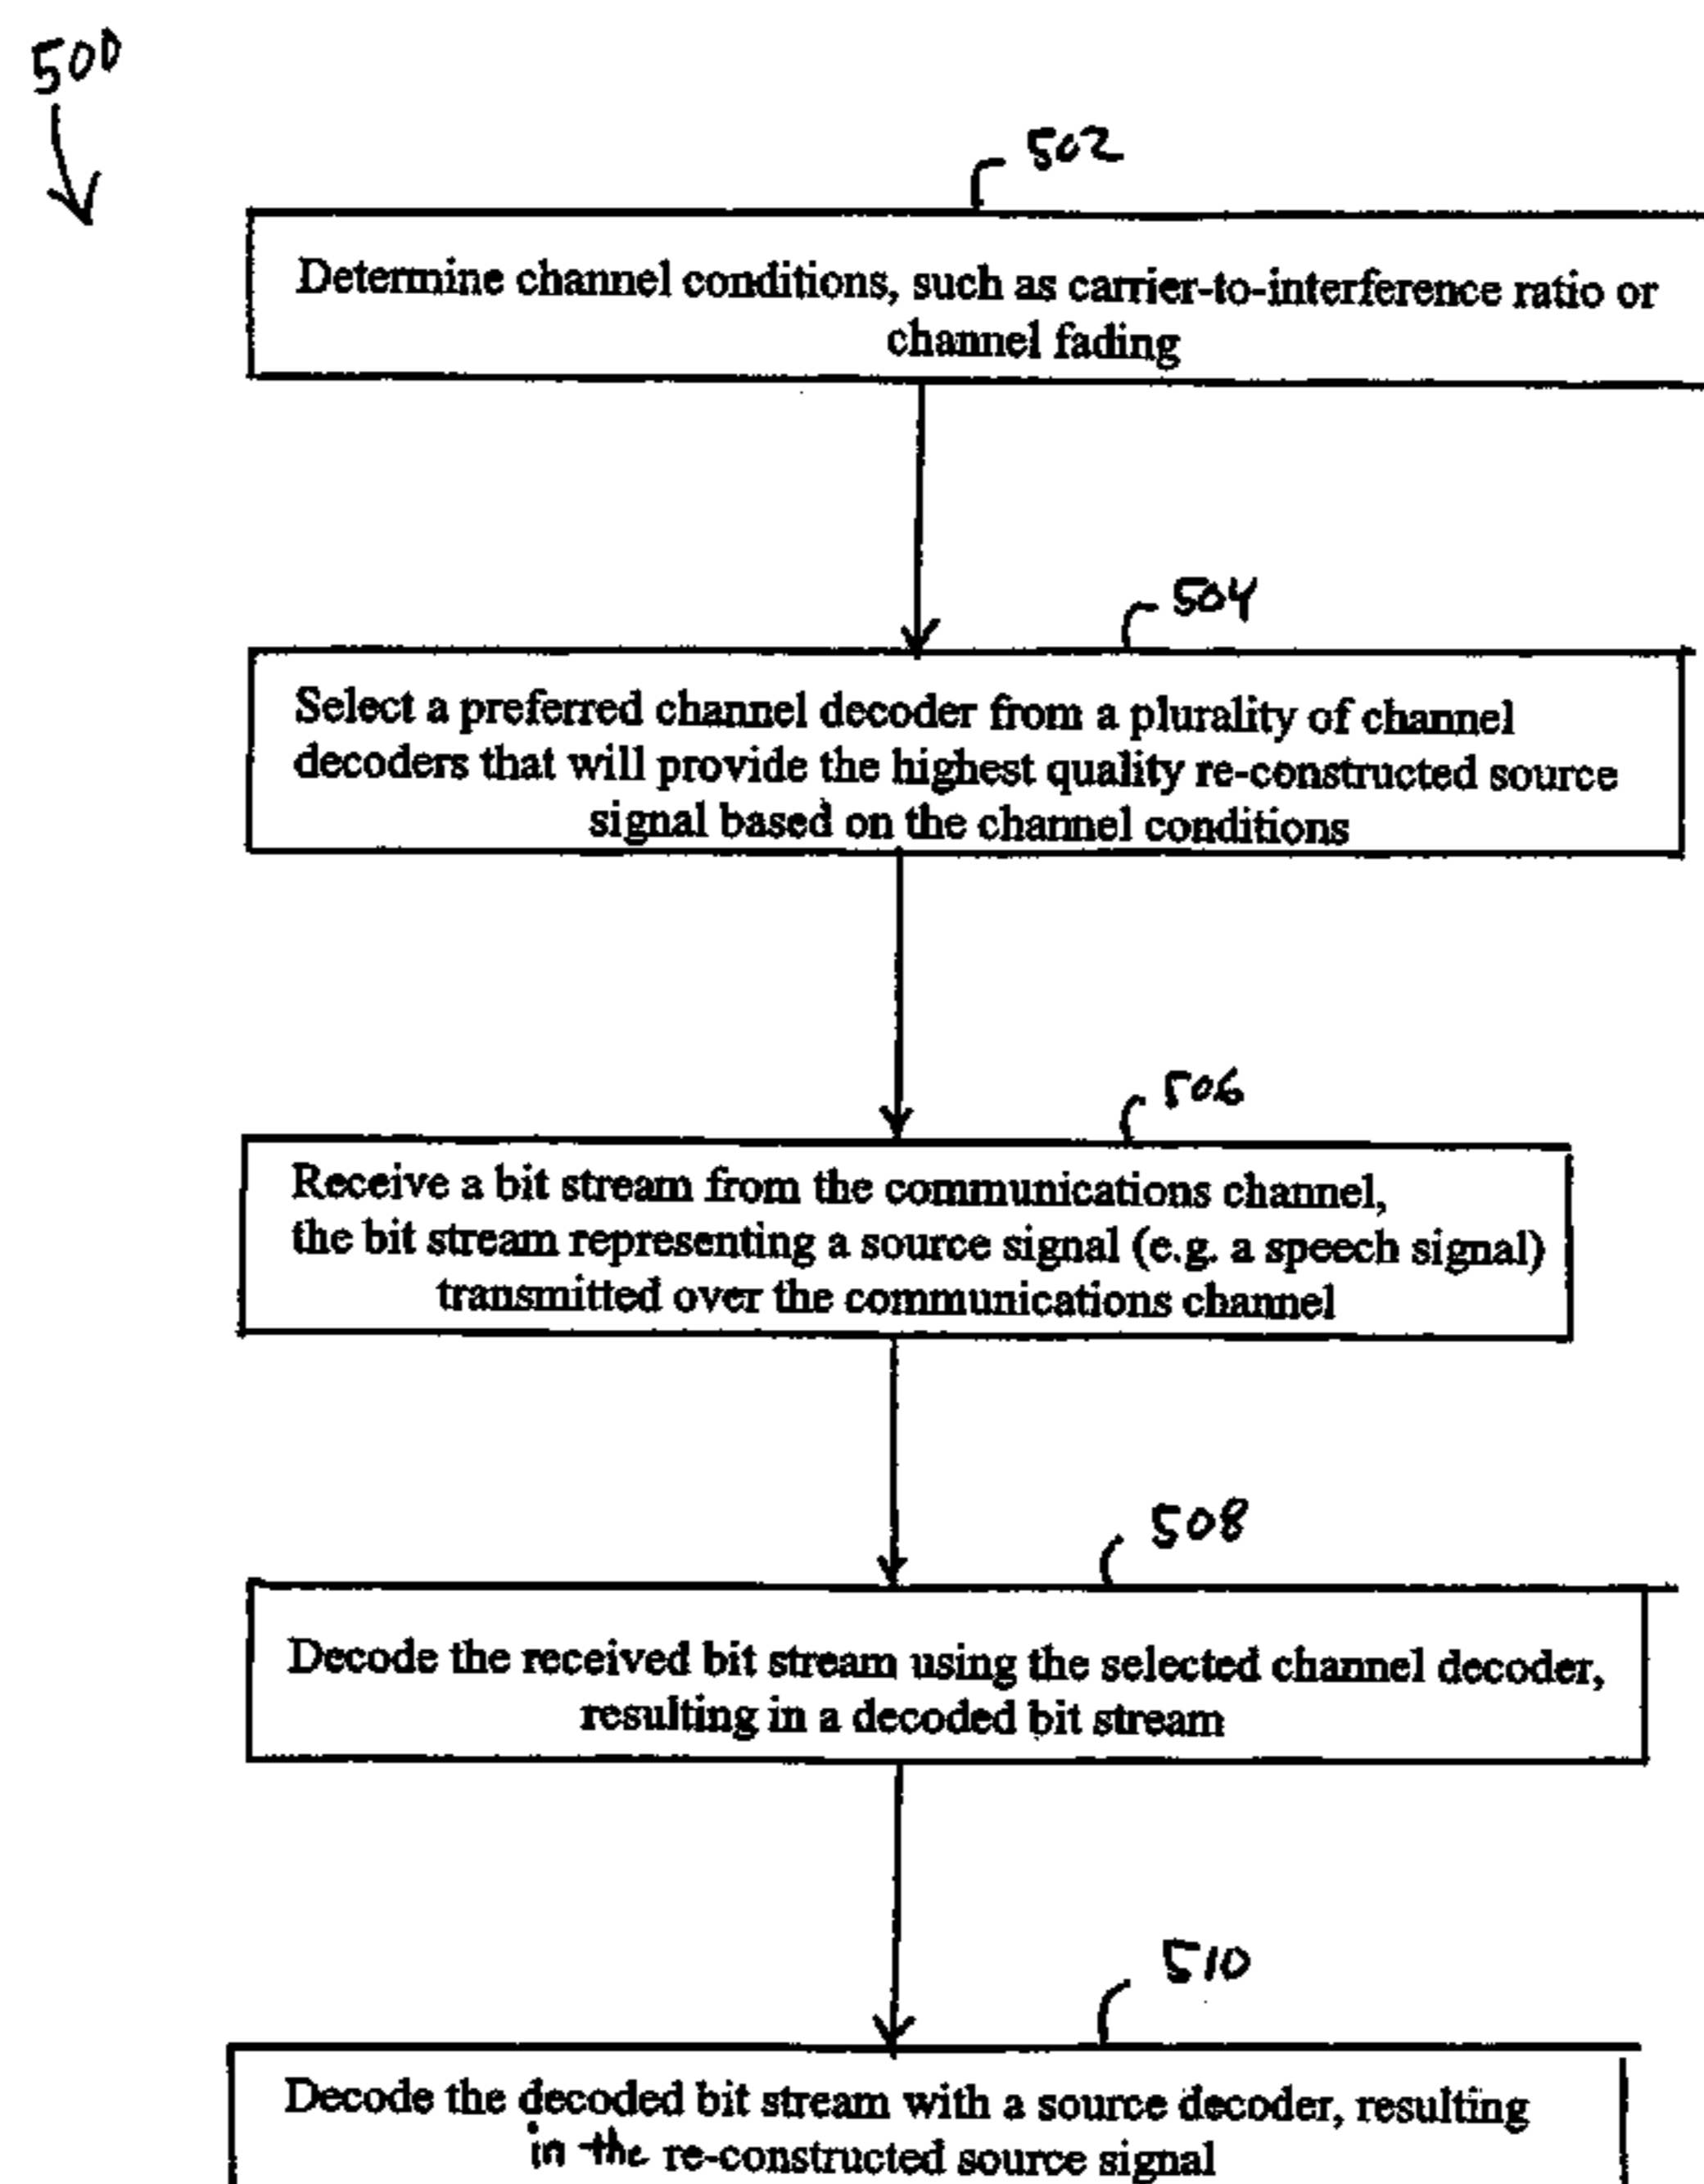 500
502
Determine channel conditions, such as carrier-to-interference ratio or
channel fading
504
Select a preferred channel decoder from a plurality of channel
decoders that will provide the highest quality re-constructed source
signal based on the channel conditions
506
Receive a bit stream from the communications channel,
the bit stream representing a source signal (e.g. a speech signal)
transmitted over the communications channel
508
Decode the received bit stream using the selected channel decoder,
resulting in a decoded bit stream
510
Decode the decoded bit stream with a source decoder, resulting
in the re-constructed source signal